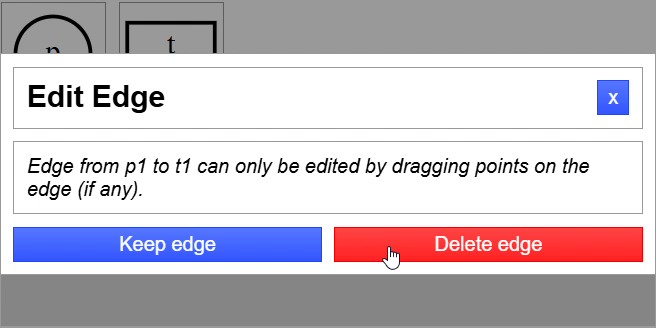 p
t
Edit Edge
x
Edge from p1 to t1 can only be edited by dragging points on the
edge (if any).
Keep edge
Delete edge